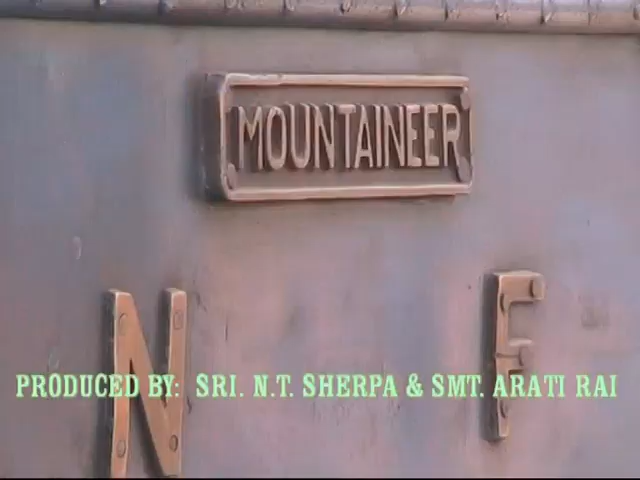 MOUNTAINEER
N F
PRODUCED BY: SRI. N.T. SHERPA & SMT. ARATI RAI